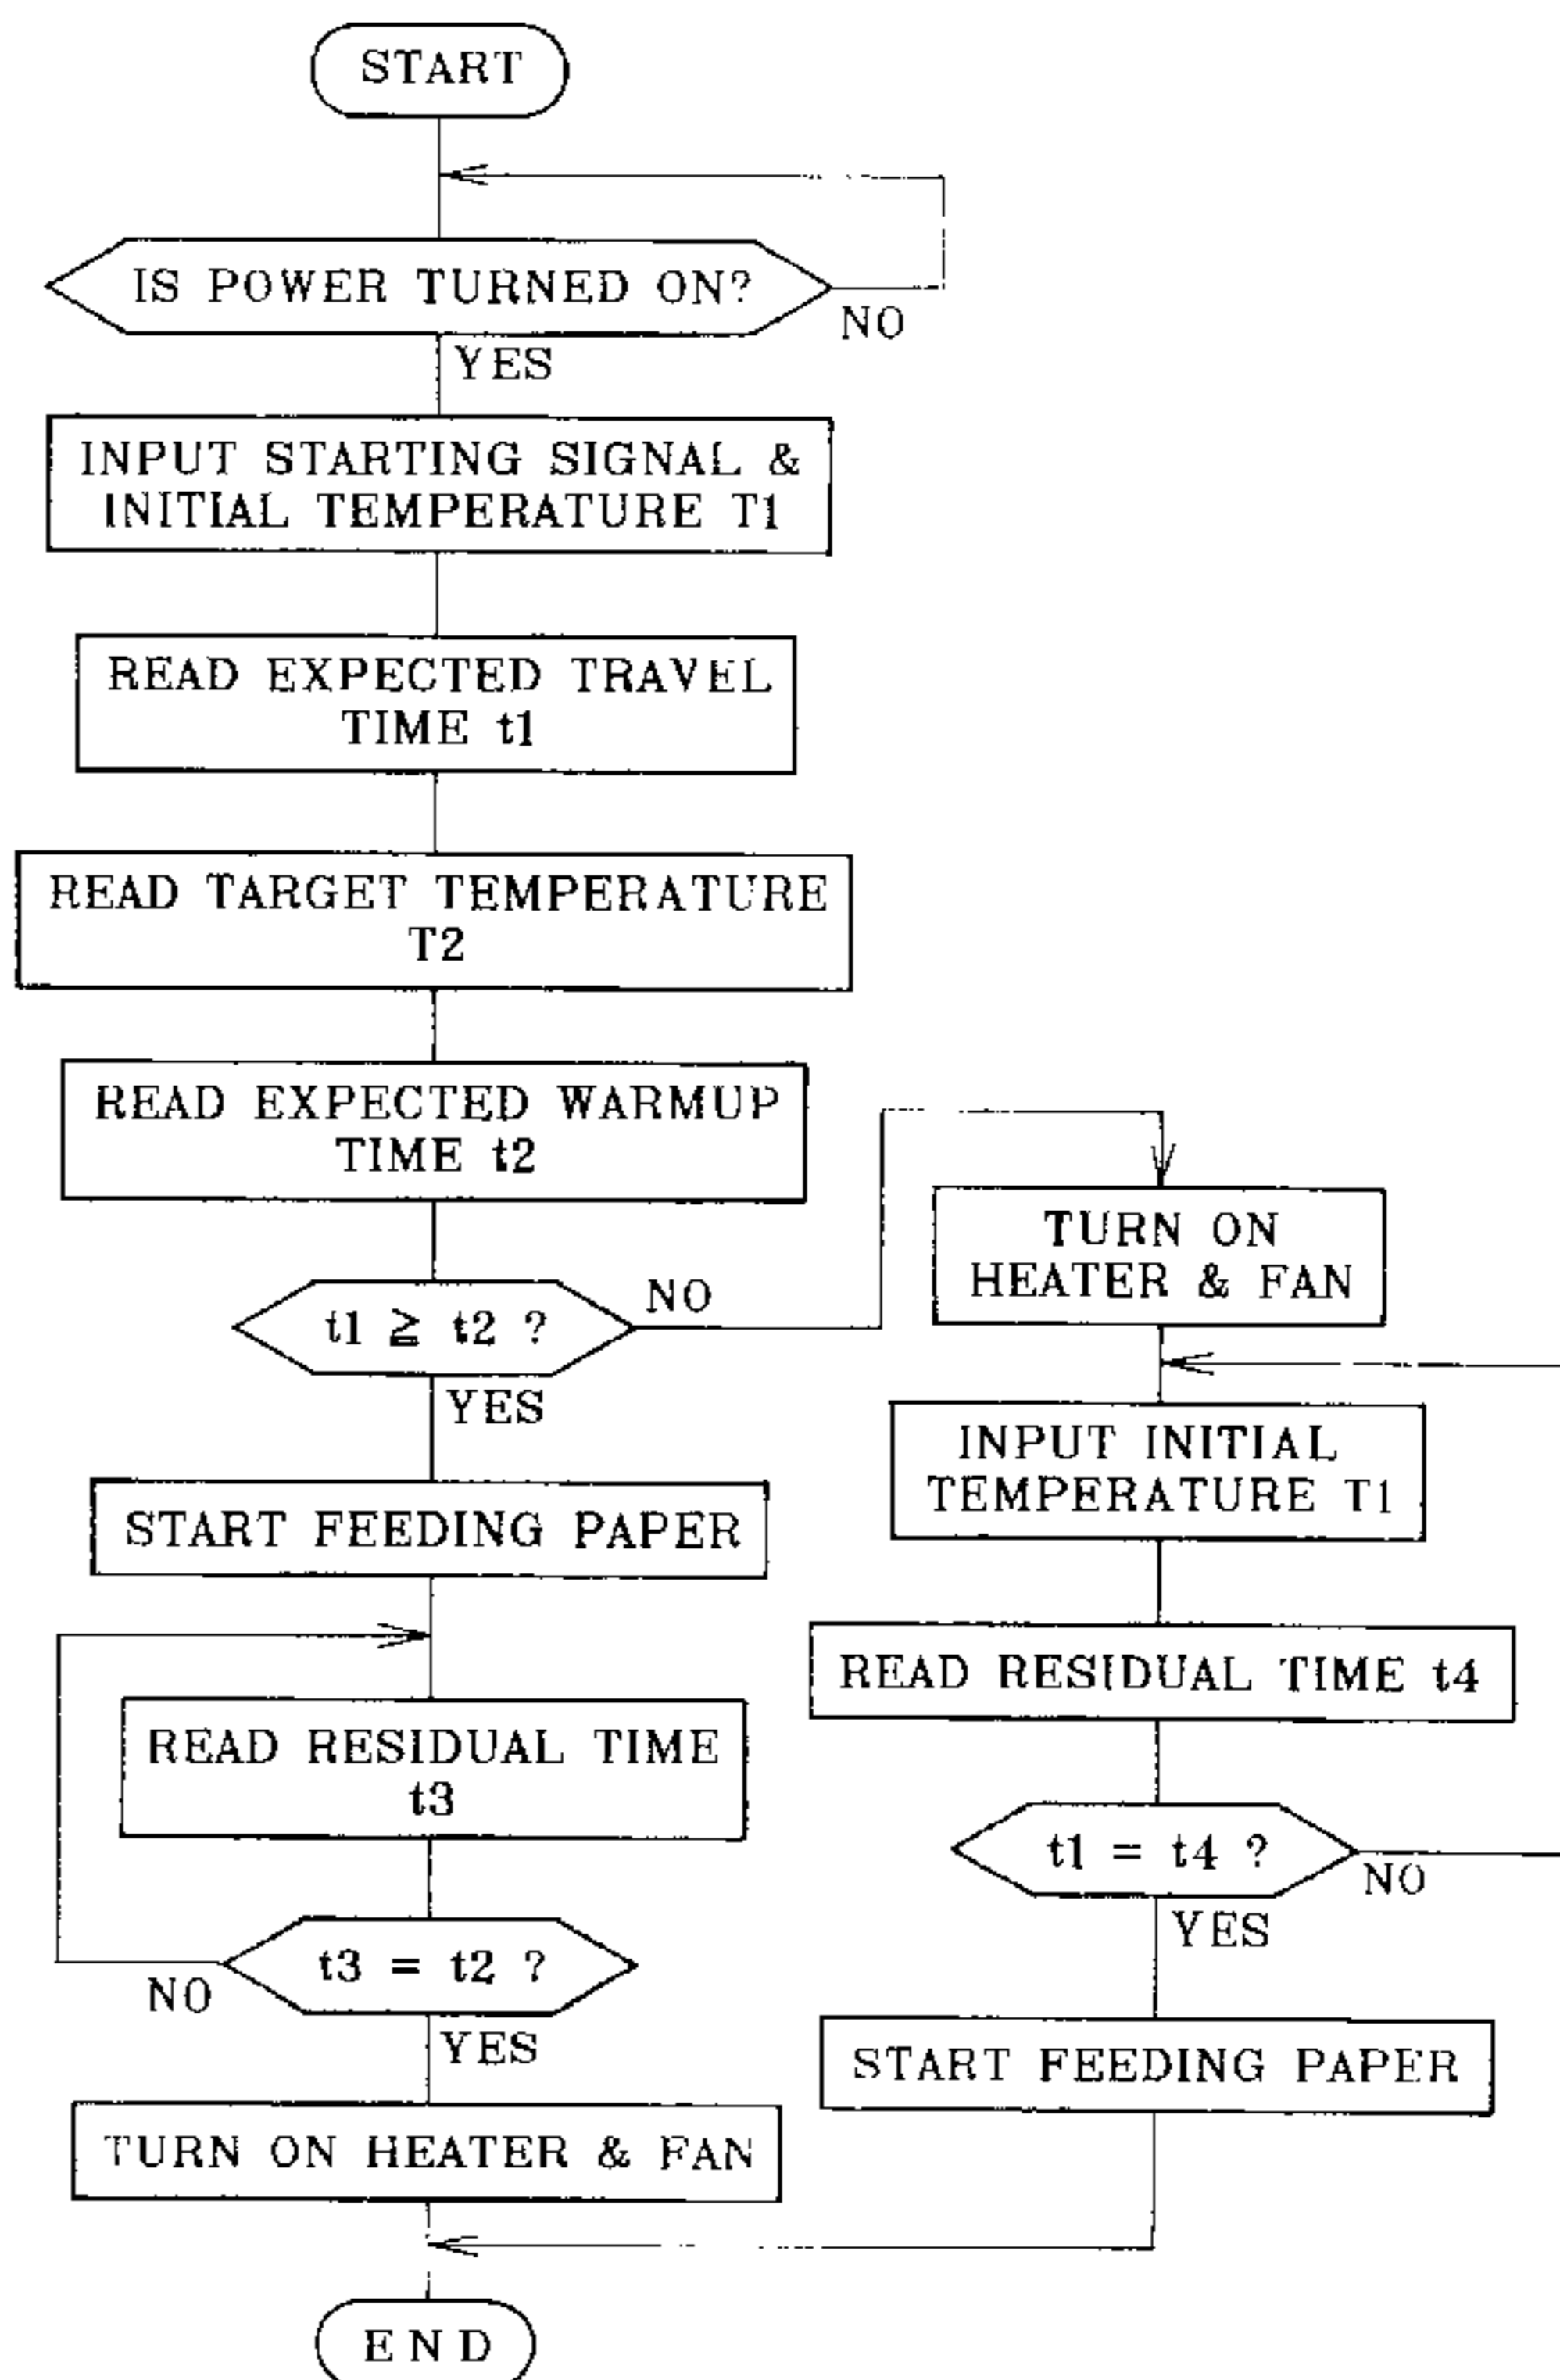 START
IS POWER TURNED ON?
NO
YES
INPUT STARTING SIGNAL &
INITIAL TEMPERATURE T1
READ EXPECTED TRAVEL
TIME t1
READ TARGET TEMPERATURE
T2
READ EXPECTED WARMUP
TIME t2
t1 ≧ t2 ?
NO
YES
START FEEDING PAPER
READ RESIDUAL TIME
t3
t3 = t2 ?
NO
YES
TURN ON HEATER & FAN
TURN ON
HEATER & FAN
INPUT INITIAL
TEMPERATURE T1
READ RESIDUAL TIME t4
t1 = t4 ?
NO
YES
START FEEDING PAPER
END